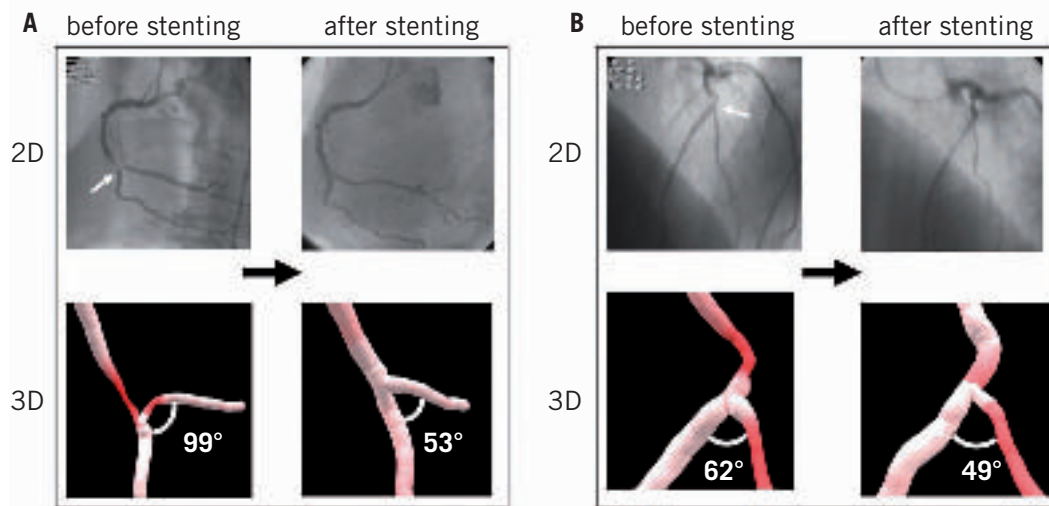 A before stenting after stenting B before stenting after stenting
2D 2D
3D 3D
99° 53° 62° 49°